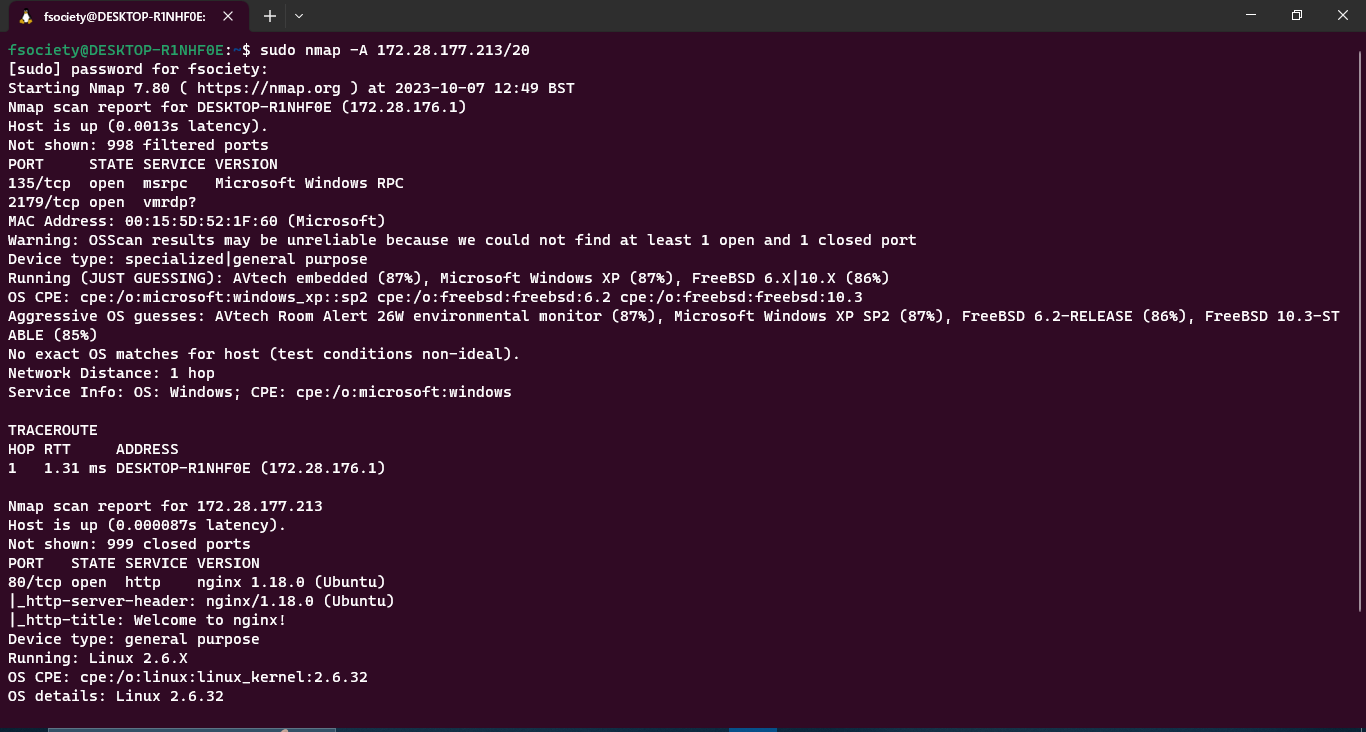 fsociety@DESKTOP-R1NHF0E:
fsociety@DESKTOP-R1NHF0E:~$ sudo nmap -A 172.28.177.213/20
[sudo] password for fsociety:
Starting Nmap 7.80 ( https://nmap.org ) at 2023-10-07 12:49 BST
Nmap scan report for DESKTOP-R1NHF0E (172.28.176.1)
Host is up (0.0013s latency).
Not shown: 998 filtered ports
PORT     STATE SERVICE VERSION
135/tcp  open  msrpc   Microsoft Windows RPC
2179/tcp open  vmrdp?
MAC Address: 00:15:5D:52:1F:60 (Microsoft)
Warning: OSScan results may be unreliable because we could not find at least 1 open and 1 closed port
Device type: specialized|general purpose
Running (JUST GUESSING): AVtech embedded (87%), Microsoft Windows XP (87%), FreeBSD 6.X|10.X (86%)
OS CPE: cpe:/o:microsoft:windows_xp::sp2 cpe:/o:freebsd:freebsd:6.2 cpe:/o:freebsd:freebsd:10.3
Aggressive OS guesses: AVtech Room Alert 26W environmental monitor (87%), Microsoft Windows XP SP2 (87%), FreeBSD 6.2-RELEASE (86%), FreeBSD 10.3-ST
ABLE (85%)
No exact OS matches for host (test conditions non-ideal).
Network Distance: 1 hop
Service Info: OS: Windows; CPE: cpe:/o:microsoft:windows
TRACEROUTE
HOP RTT     ADDRESS
1   1.31 ms DESKTOP-R1NHF0E (172.28.176.1)
Nmap scan report for 172.28.177.213
Host is up (0.000087s latency).
Not shown: 999 closed ports
PORT   STATE SERVICE VERSION
80/tcp open  http    nginx 1.18.0 (Ubuntu)
|_http-server-header: nginx/1.18.0 (Ubuntu)
|_http-title: Welcome to nginx!
Device type: general purpose
Running: Linux 2.6.X
OS CPE: cpe:/o:linux:linux_kernel:2.6.32
OS details: Linux 2.6.32